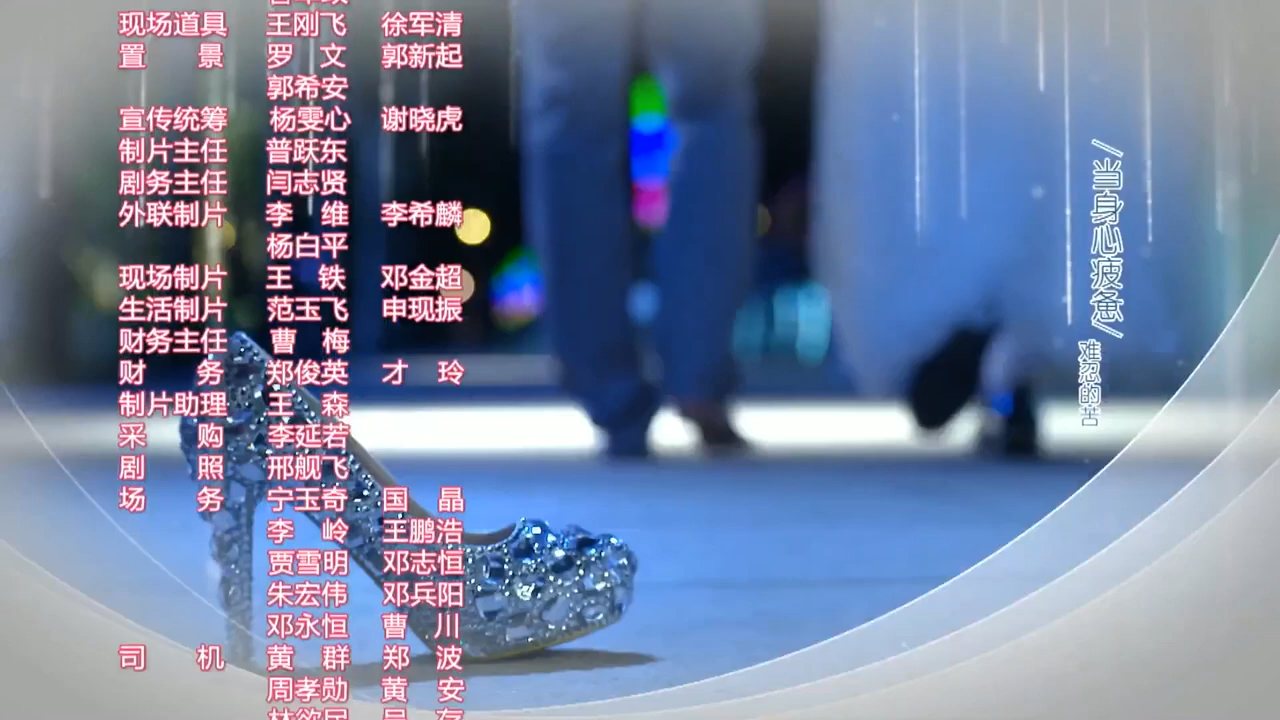 现场道具 王刚飞 徐军清
置景 罗文 郭新起
郭希安
宣传统筹 杨雯心 谢晓虎
制片主任 普跃东
剧务主任 闫志贤
外联制片 李维 李希麟
杨白平
现场制片 王铁 邓金超
生活制片 范玉飞 申现振
财务主任 曹梅
财务 郑俊英 才玲
制片助理 王森
采购 李延若
剧照 邢舰飞
场务 宁玉奇 国晶
李岭 王鹏浩
贾雪明 邓志恒
朱宏伟 邓兵阳
邓永恒 曹川
司机 黄群 郑波
周孝勋 黄安
当身心疲惫
难忍的苦